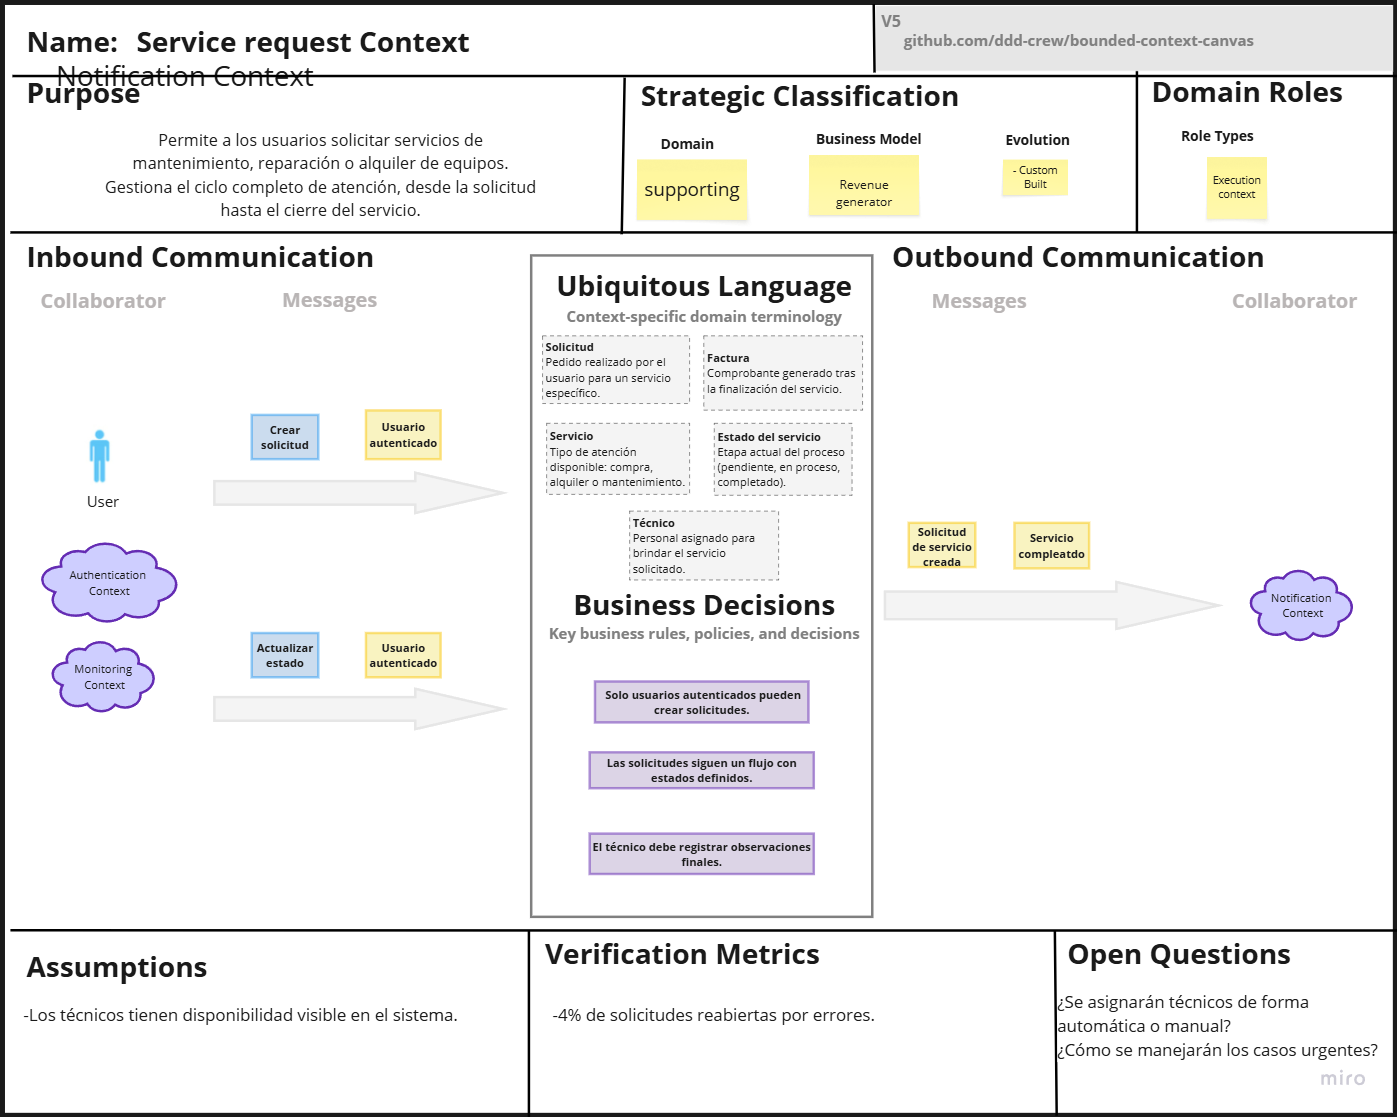 Name: Service request Context
Notification Context
V5
github.com/ddd-crew/bounded-context-canvas
Purpose
Permite a los usuarios solicitar servicios de
mantenimiento, reparación o alquiler de equipos.
Gestiona el ciclo completo de atención, desde la solicitud
hasta el cierre del servicio.
Strategic Classification
Domain
supporting
Business Model
Revenue
generator
Evolution
- Custom
Built
Domain Roles
Role Types
Execution
context
Inbound Communication
Collaborator
Messages
Crear
solicitud
Usuario
autenticado
User
Authentication
Context
Monitoring
Context
Actualizar
estado
Usuario
autenticado
Ubiquitous Language
Context-specific domain terminology
Solicitud
Pedido realizado por el
usuario para un servicio
específico.
Factura
Comprobante generado tras
la finalización del servicio.
Servicio
Tipo de atención
disponible: compra,
alquiler o mantenimiento.
Estado del servicio
Etapa actual del proceso
(pendiente, en proceso,
completado).
Técnico
Personal asignado para
brindar el servicio
solicitado.
Business Decisions
Key business rules, policies, and decisions
Solo usuarios autenticados pueden
crear solicitudes.
Las solicitudes siguen un flujo con
estados definidos.
El técnico debe registrar observaciones
finales.
Outbound Communication
Messages
Collaborator
Solicitud
de servicio
creada
Servicio
compleatdo
Notification
Context
Assumptions
-Los técnicos tienen disponibilidad visible en el sistema.
Verification Metrics
-4% de solicitudes reabiertas por errores.
Open Questions
¿Se asignarán técnicos de forma
automática o manual?
¿Cómo se manejarán los casos urgentes?
miro